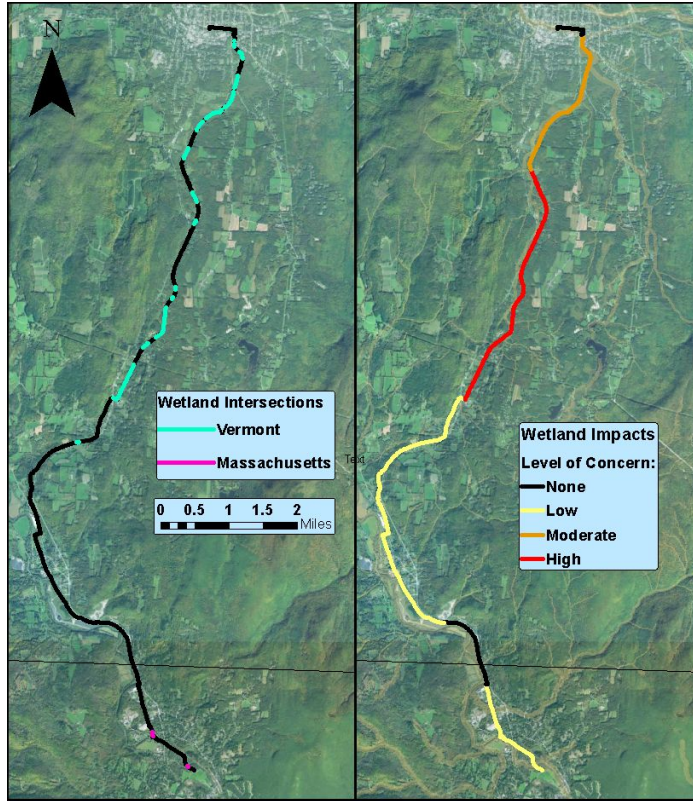 N
Wetland Intersections
Vermont
Massachusetts
0 0.5 1 1.5 2
Miles
Text
Wetland Impacts
Level of Concern:
None
Low
Moderate
High